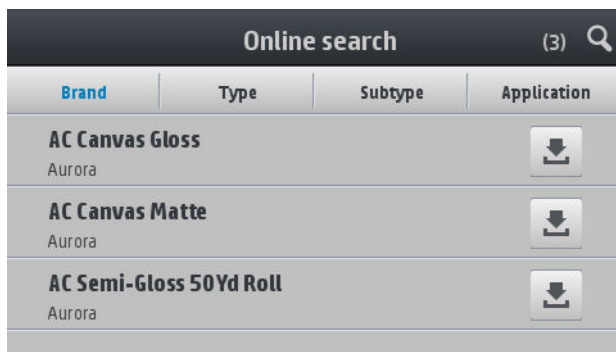 Online search (3)
Brand Type Subtype Application
AC Canvas Gloss
Aurora
AC Canvas Matte
Aurora
AC Semi-Gloss 50Yd Roll
Aurora